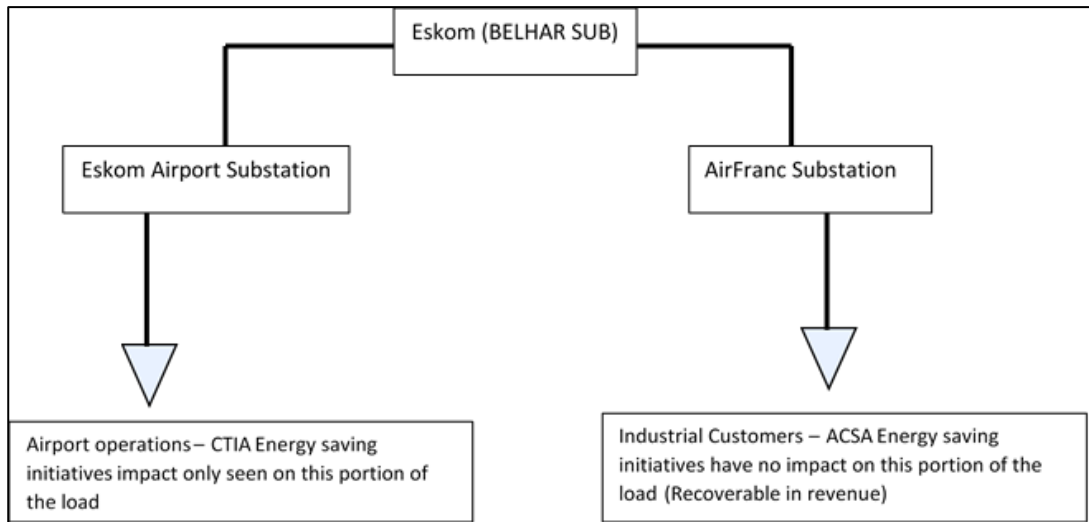 Eskom (BELHAR SUB)
Eskom Airport Substation
AirFranc Substation
Airport operations – CTIA Energy saving
initiatives impact only seen on this portion of
the load
Industrial Customers – ACSA Energy saving
initiatives have no impact on this portion of the
load (Recoverable in revenue)